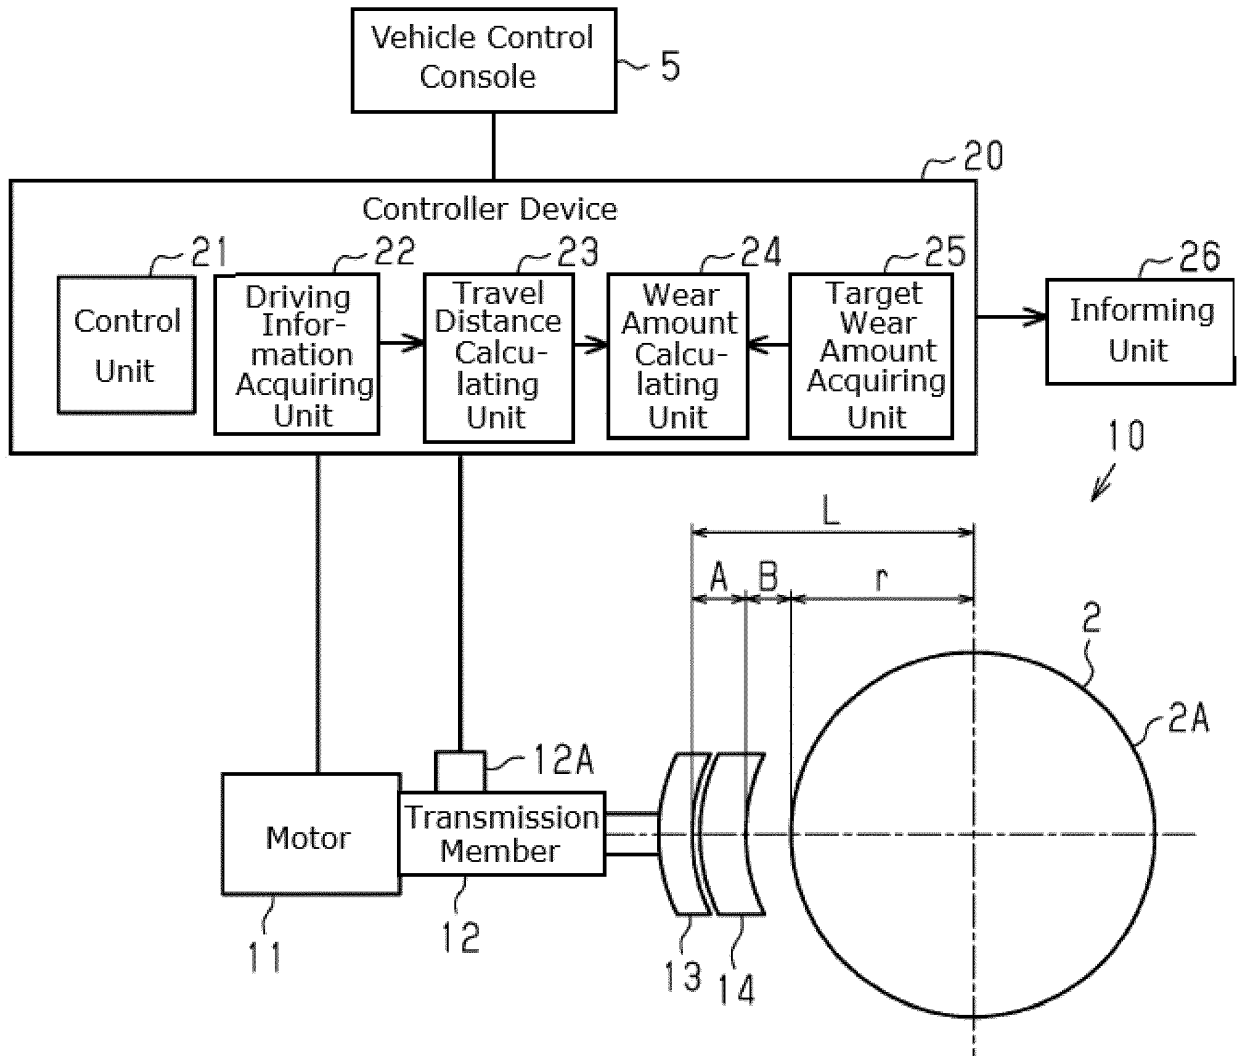 Vehicle Control
Console
5
20
Controller Device
21
22
23
24
25
26
Control
Unit
Driving
Infor-
mation
Acquiring
Unit
Travel
Distance
Calcu-
lating
Unit
Wear
Amount
Calcu-
lating
Unit
Target
Wear
Amount
Acquiring
Unit
Informing
Unit
10
L
A
B
r
2
2A
12A
Motor
Transmission
Member
11
12
13
14